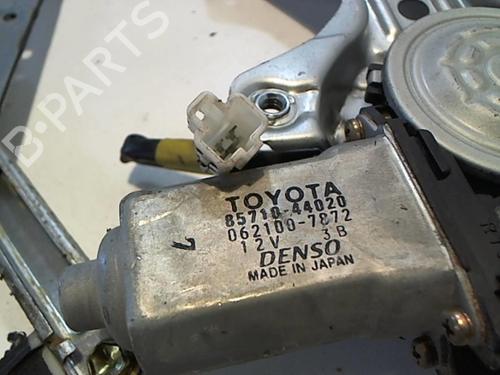 B-PARTS
TOYOTA
85710-44020
062100-7872
12V 3B
DENSO
MADE IN JAPAN